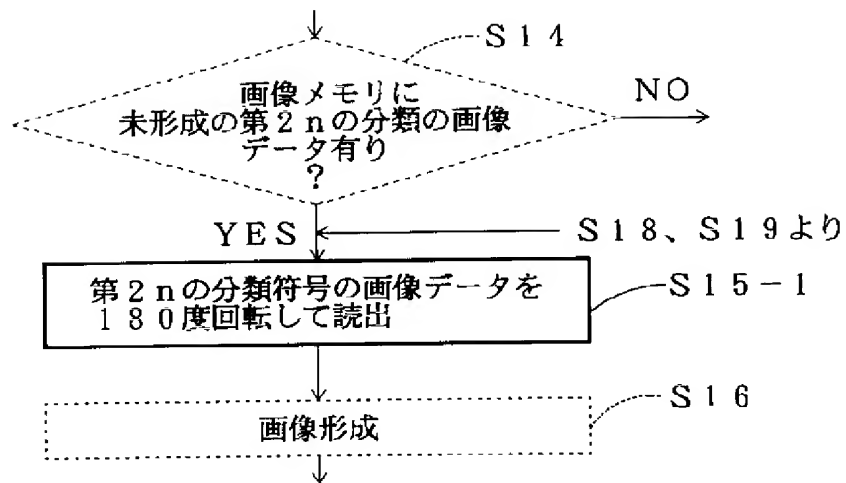 S14
画像メモリに
未形成の第2nの分類の画像
データ有り
?
NO
YES
S18、S19より
第2nの分類符号の画像データを
180度回転して読出
S15-1
画像形成
S16